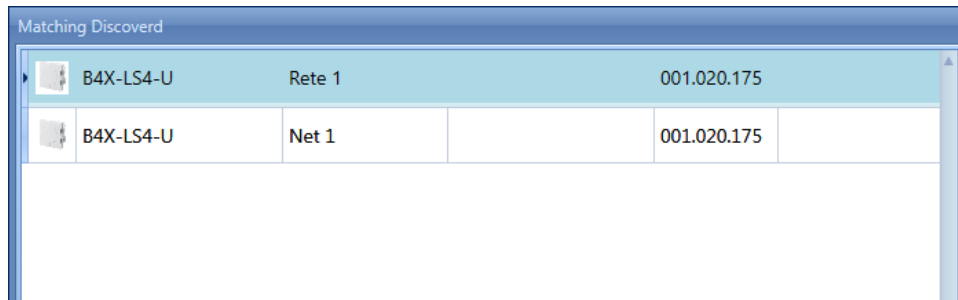 Matching Discoverd
B4X-LS4-U Rete 1 001.020.175
B4X-LS4-U Net 1 001.020.175